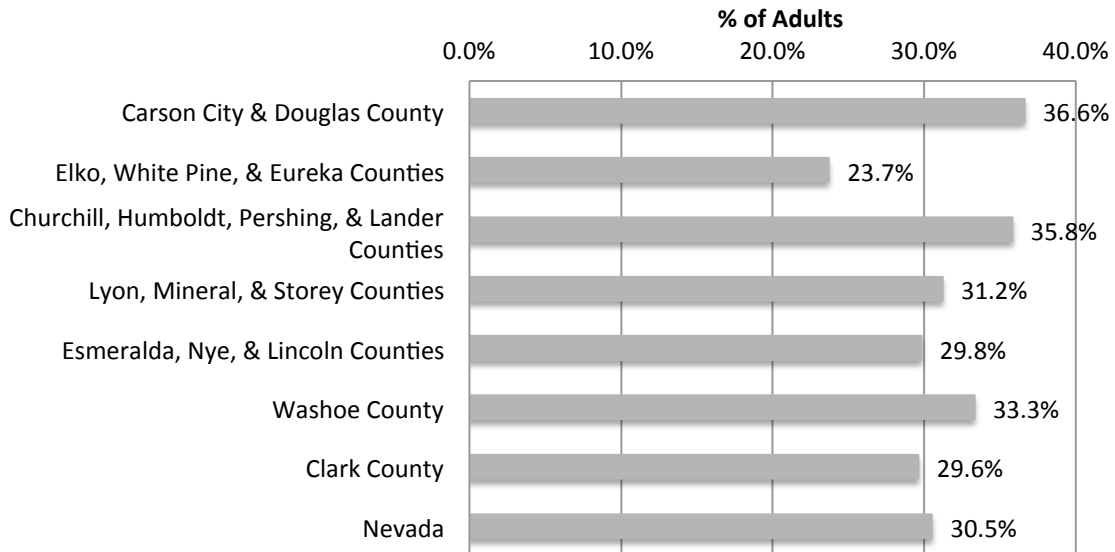 % of Adults
0.0% 10.0% 20.0% 30.0% 40.0%
Carson City & Douglas County 36.6%
Elko, White Pine, & Eureka Counties 23.7%
Churchill, Humboldt, Pershing, & Lander
Counties 35.8%
Lyon, Mineral, & Storey Counties 31.2%
Esmeralda, Nye, & Lincoln Counties 29.8%
Washoe County 33.3%
Clark County 29.6%
Nevada 30.5%